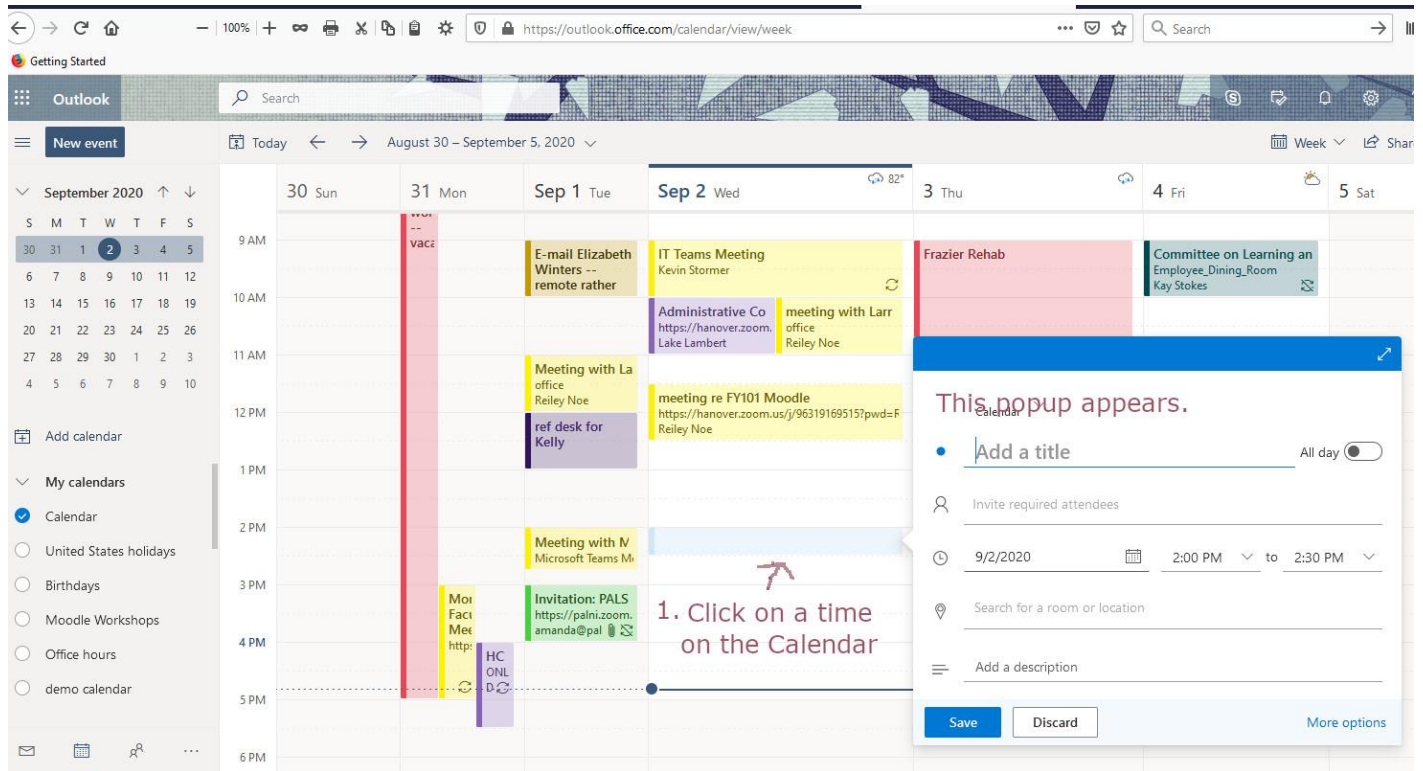 100%
https://outlook.office.com/calendar/view/week
Search
Getting Started
Outlook
Search
New event
Today
August 30 – September 5, 2020
Week
Shar
September 2020
S M T W T F S
30 31 1 2 3 4 5
6 7 8 9 10 11 12
13 14 15 16 17 18 19
20 21 22 23 24 25 26
27 28 29 30 1 2 3
4 5 6 7 8 9 10
Add calendar
My calendars
Calendar
United States holidays
Birthdays
Moodle Workshops
Office hours
demo calendar
30 Sun
31 Mon
Sep 1 Tue
Sep 2 Wed
82°
3 Thu
4 Fri
5 Sat
9 AM
10 AM
11 AM
12 PM
1 PM
2 PM
3 PM
4 PM
5 PM
6 PM
--
vaca
Mor
Facu
Mee
http:
HC
ONL
D
E-mail Elizabeth
Winters --
remote rather
Meeting with La
office
Reiley Noe
ref desk for
Kelly
Meeting with M
Microsoft Teams Me
Invitation: PALS
https://palni.zoom.
amanda@pal
IT Teams Meeting
Kevin Stormer
Administrative Co
https://hanover.zoom.
Lake Lambert
meeting with Larr
office
Reiley Noe
meeting re FY101 Moodle
https://hanover.zoom.us/j/96319169515?pwd=F
Reiley Noe
1. Click on a time
on the Calendar
Frazier Rehab
Committee on Learning an
Employee_Dining_Room
Kay Stokes
This popup appears.
Calendar
Add a title
All day
Invite required attendees
9/2/2020
2:00 PM to 2:30 PM
Search for a room or location
Add a description
Save
Discard
More options